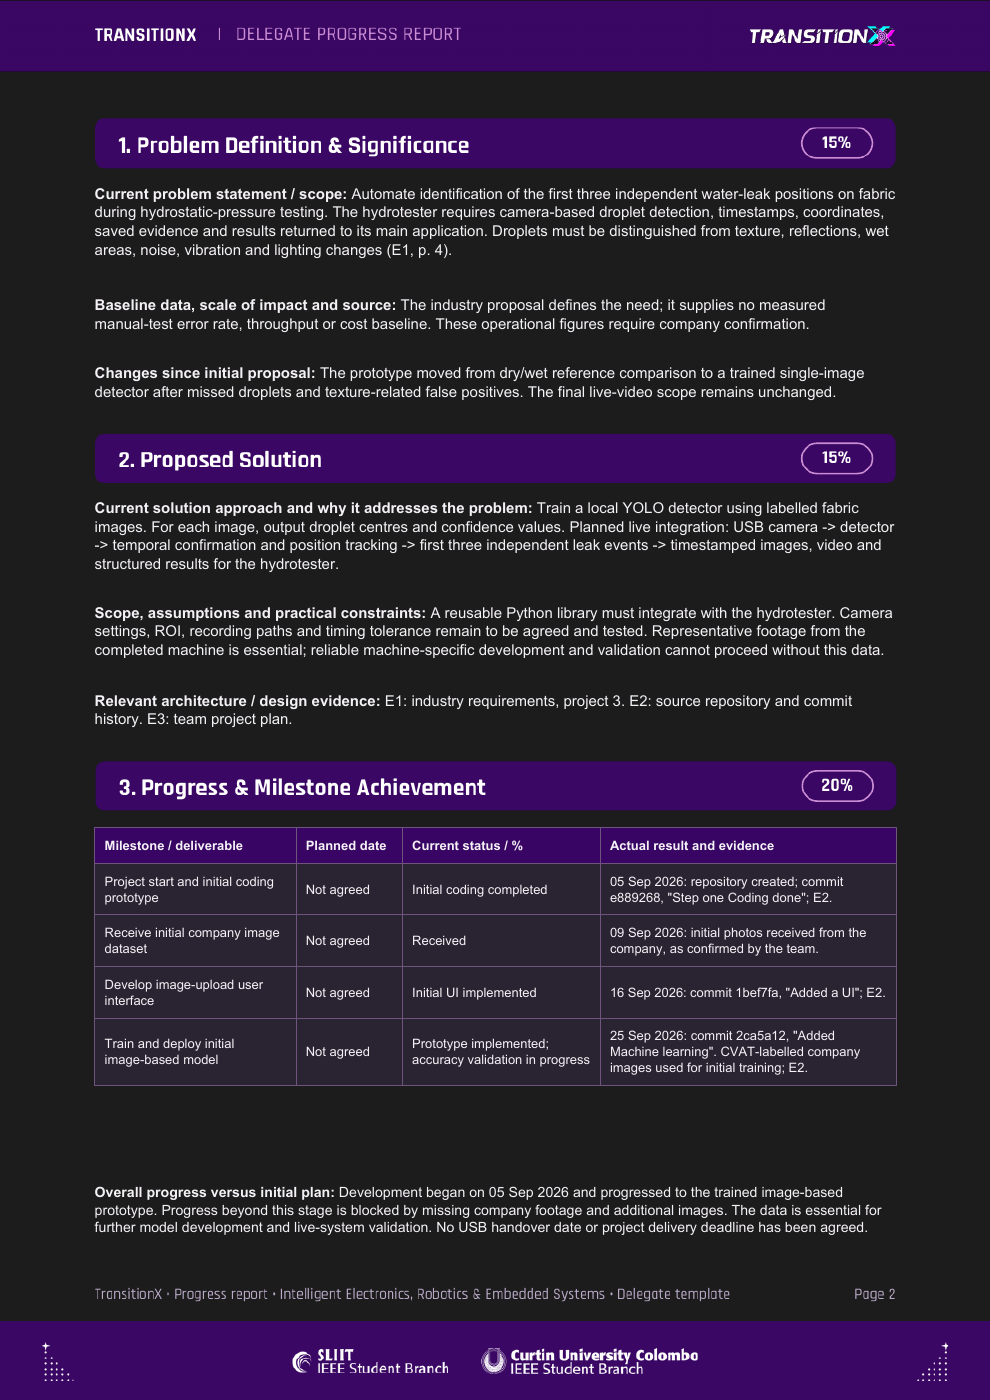 TRANSITIONX | DELEGATE PROGRESS REPORT
TRANSITIONX
1. Problem Definition & Significance
15%
Current problem statement / scope: Automate identification of the first three independent water-leak positions on fabric
during hydrostatic-pressure testing. The hydrotester requires camera-based droplet detection, timestamps, coordinates,
saved evidence and results returned to its main application. Droplets must be distinguished from texture, reflections, wet
areas, noise, vibration and lighting changes (E1, p. 4).
Baseline data, scale of impact and source: The industry proposal defines the need; it supplies no measured
manual-test error rate, throughput or cost baseline. These operational figures require company confirmation.
Changes since initial proposal: The prototype moved from dry/wet reference comparison to a trained single-image
detector after missed droplets and texture-related false positives. The final live-video scope remains unchanged.
2. Proposed Solution
15%
Current solution approach and why it addresses the problem: Train a local YOLO detector using labelled fabric
images. For each image, output droplet centres and confidence values. Planned live integration: USB camera -> detector
-> temporal confirmation and position tracking -> first three independent leak events -> timestamped images, video and
structured results for the hydrotester.
Scope, assumptions and practical constraints: A reusable Python library must integrate with the hydrotester. Camera
settings, ROI, recording paths and timing tolerance remain to be agreed and tested. Representative footage from the
completed machine is essential; reliable machine-specific development and validation cannot proceed without this data.
Relevant architecture / design evidence: E1: industry requirements, project 3. E2: source repository and commit
history. E3: team project plan.
3. Progress & Milestone Achievement
20%
Milestone / deliverable
Planned date
Current status / %
Actual result and evidence
Project start and initial coding
prototype
Not agreed
Initial coding completed
05 Sep 2026: repository created; commit
e889268, "Step one Coding done"; E2.
Receive initial company image
dataset
Not agreed
Received
09 Sep 2026: initial photos received from the
company, as confirmed by the team.
Develop image-upload user
interface
Not agreed
Initial UI implemented
16 Sep 2026: commit 1bef7fa, "Added a UI"; E2.
Train and deploy initial
image-based model
Not agreed
Prototype implemented;
accuracy validation in progress
25 Sep 2026: commit 2ca5a12, "Added
Machine learning". CVAT-labelled company
images used for initial training; E2.
Overall progress versus initial plan: Development began on 05 Sep 2026 and progressed to the trained image-based
prototype. Progress beyond this stage is blocked by missing company footage and additional images. The data is essential for
further model development and live-system validation. No USB handover date or project delivery deadline has been agreed.
TransitionX • Progress report • Intelligent Electronics, Robotics & Embedded Systems • Delegate template
Page 2
SLIIT
IEEE Student Branch
Curtin University Colombo
IEEE Student Branch